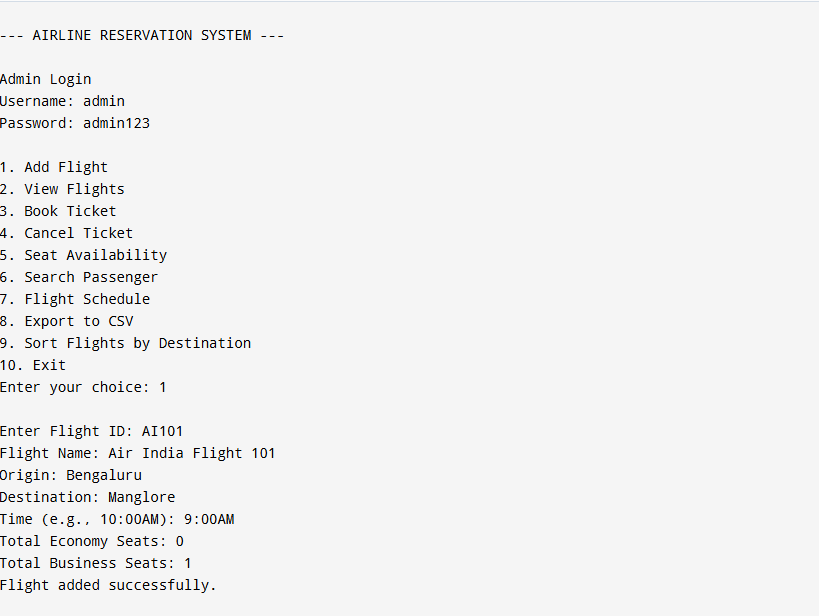 --- AIRLINE RESERVATION SYSTEM ---
Admin Login
Username: admin
Password: admin123
1. Add Flight
2. View Flights
3. Book Ticket
4. Cancel Ticket
5. Seat Availability
6. Search Passenger
7. Flight Schedule
8. Export to CSV
9. Sort Flights by Destination
10. Exit
Enter your choice: 1
Enter Flight ID: AI101
Flight Name: Air India Flight 101
Origin: Bengaluru
Destination: Manglore
Time (e.g., 10:00AM): 9:00AM
Total Economy Seats: 0
Total Business Seats: 1
Flight added successfully.